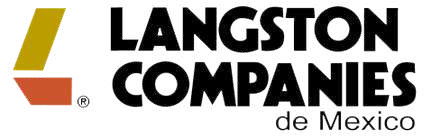 LANGSTON
COMPANIES
®
de Mexico